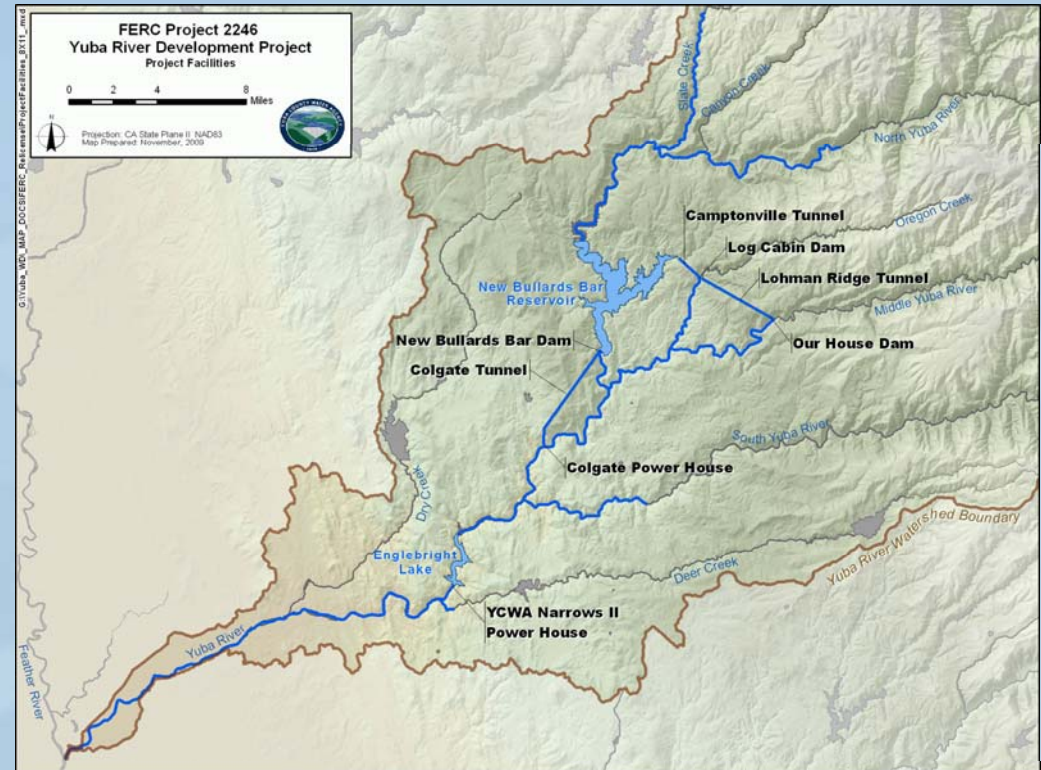 FERC Project 2246
Yuba River Development Project
Project Facilities
0 2 4 8
Miles
N
Projection: CA State Plane II NAD83
Map Prepared: November, 2009
Slate Creek
Canyon Creek
North Yuba River
Oregon Creek
Camptonville Tunnel
Log Cabin Dam
Lohman Ridge Tunnel
Middle Yuba River
New Bullards Bar
Reservoir
New Bullards Bar Dam
Our House Dam
Colgate Tunnel
South Yuba River
Colgate Power House
Dry Creek
Yuba River Watershed Boundary
Englebright
Lake
Deer Creek
YCWA Narrows II
Power House
Yuba River
Feather River